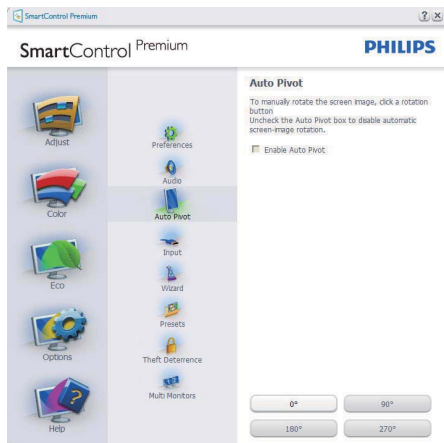 SmartControl Premium
SmartControl Premium
PHILIPS
Adjust
Color
Eco
Options
Help
Preferences
Audio
Auto Pivot
Input
Wizard
Presets
Theft Deterrence
Multi Monitors
Auto Pivot
To manually rotate the screen image, click a rotation
button
Uncheck the Auto Pivot box to disable automatic
screen-image rotation.
Enable Auto Pivot
0°
90°
180°
270°